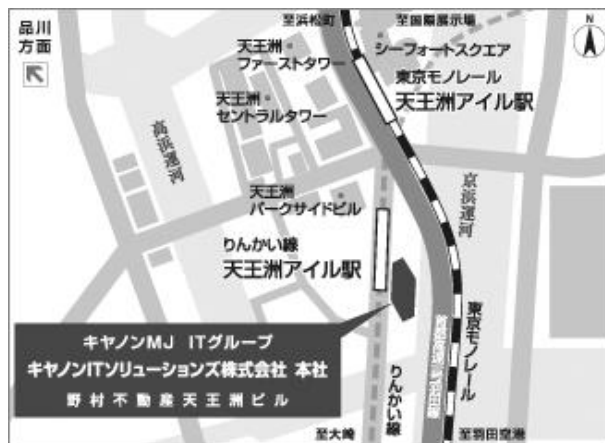 品川
方面
至浜松町
至国際展示場
N
天王洲
ファーストタワー
シーフォートスクエア
東京モノレール
天王洲アイル駅
天王洲
セントラルタワー
高浜運河
京浜運河
天王洲
パークサイドビル
りんかい線
天王洲アイル駅
キヤノンMJ ITグループ
キヤノンITソリューションズ株式会社 本社
野村不動産天王洲ビル
りんかい線
東京モノレール
至大崎
至羽田空港